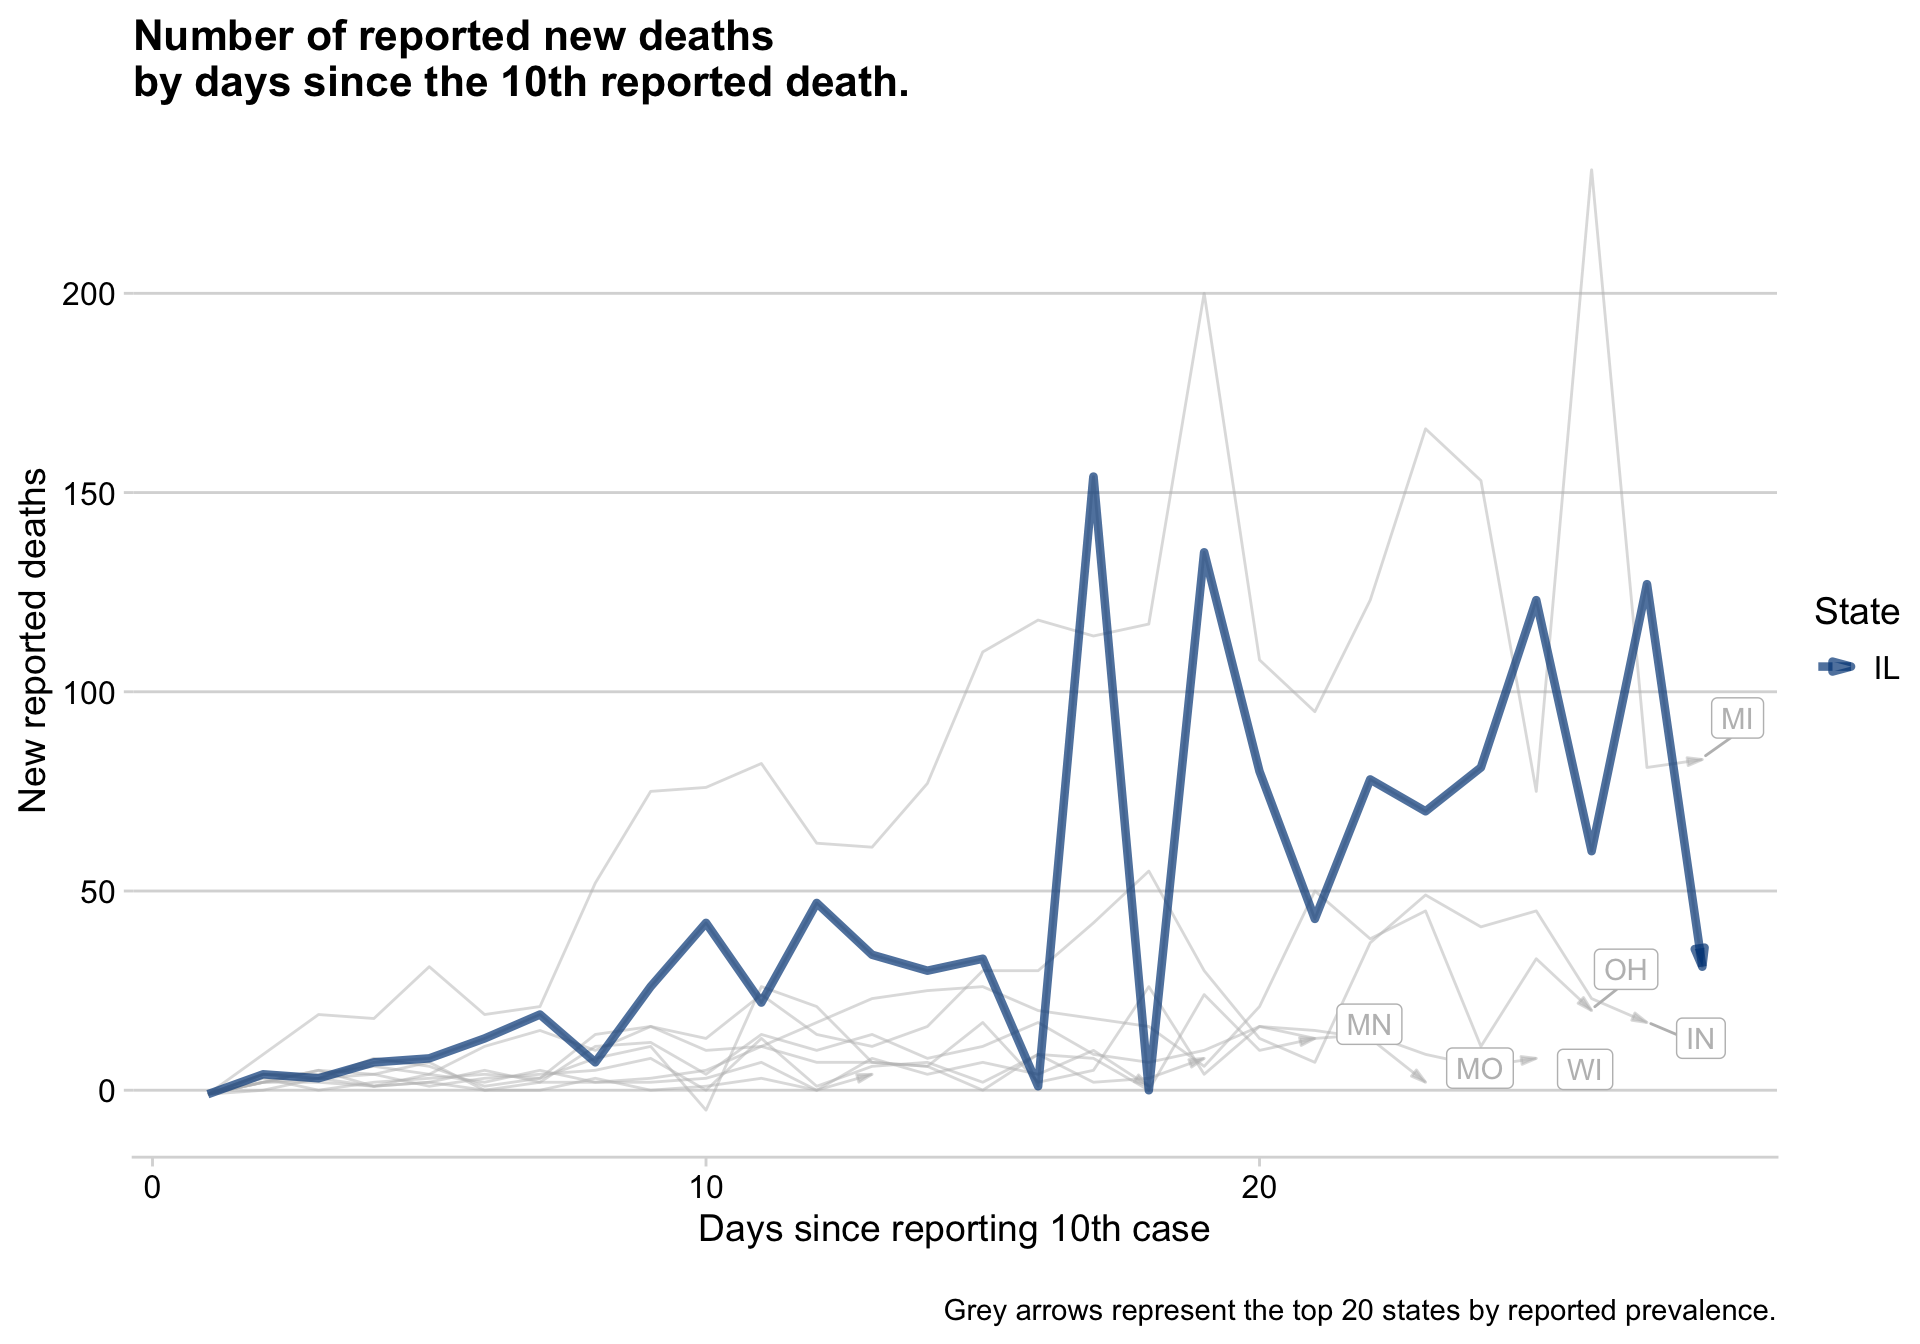 Number of reported new deaths
by days since the 10th reported death.
New reported deaths
200
150
100
50
0
0
10
20
Days since reporting 10th case
MI
OH
IN
MN
MO
WI
State
IL
Grey arrows represent the top 20 states by reported prevalence.